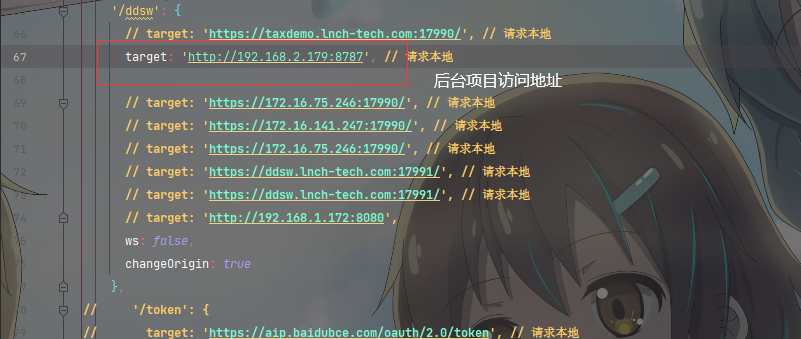 '/ddsw': {
66 // target: 'https://taxdemo.lnch-tech.com:17990/', // 请求本地
67 target: 'http://192.168.2.179:8787', // 请求本地
68 后台项目访问地址
69 // target: 'https://172.16.75.246:17990/', // 请求本地
70 // target: 'https://172.16.141.247:17990/', // 请求本地
71 // target: 'https://172.16.75.246:17990/', // 请求本地
72 // target: 'https://ddsw.lnch-tech.com:17991/', // 请求本地
73 // target: 'https://ddsw.lnch-tech.com:17991/', // 请求本地
74 // target: 'http://192.168.1.172:8080',
75 ws: false,
76 changeOrigin: true
77 },
78 // '/token': {
79 // target: 'https://aip.baidubce.com/oauth/2.0/token', // 请求本地